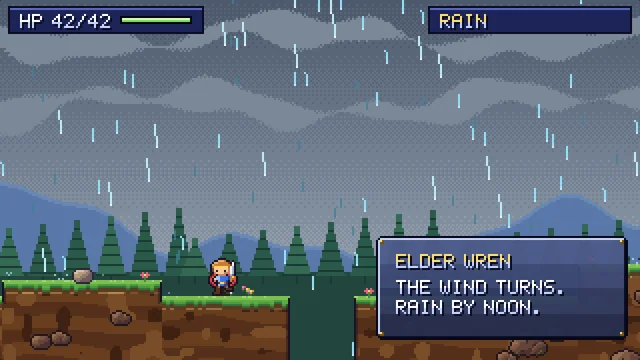 HP 42/42
RAIN
ELDER WREN
THE WIND TURNS.
RAIN BY NOON.